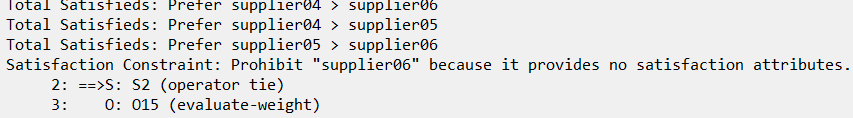 Total Satisfieds: Prefer supplier04 > supplier06
Total Satisfieds: Prefer supplier04 > supplier05
Total Satisfieds: Prefer supplier05 > supplier06
Satisfaction Constraint: Prohibit "supplier06" because it provides no satisfaction attributes.
2: ==>S: S2 (operator tie)
3: O: O15 (evaluate-weight)